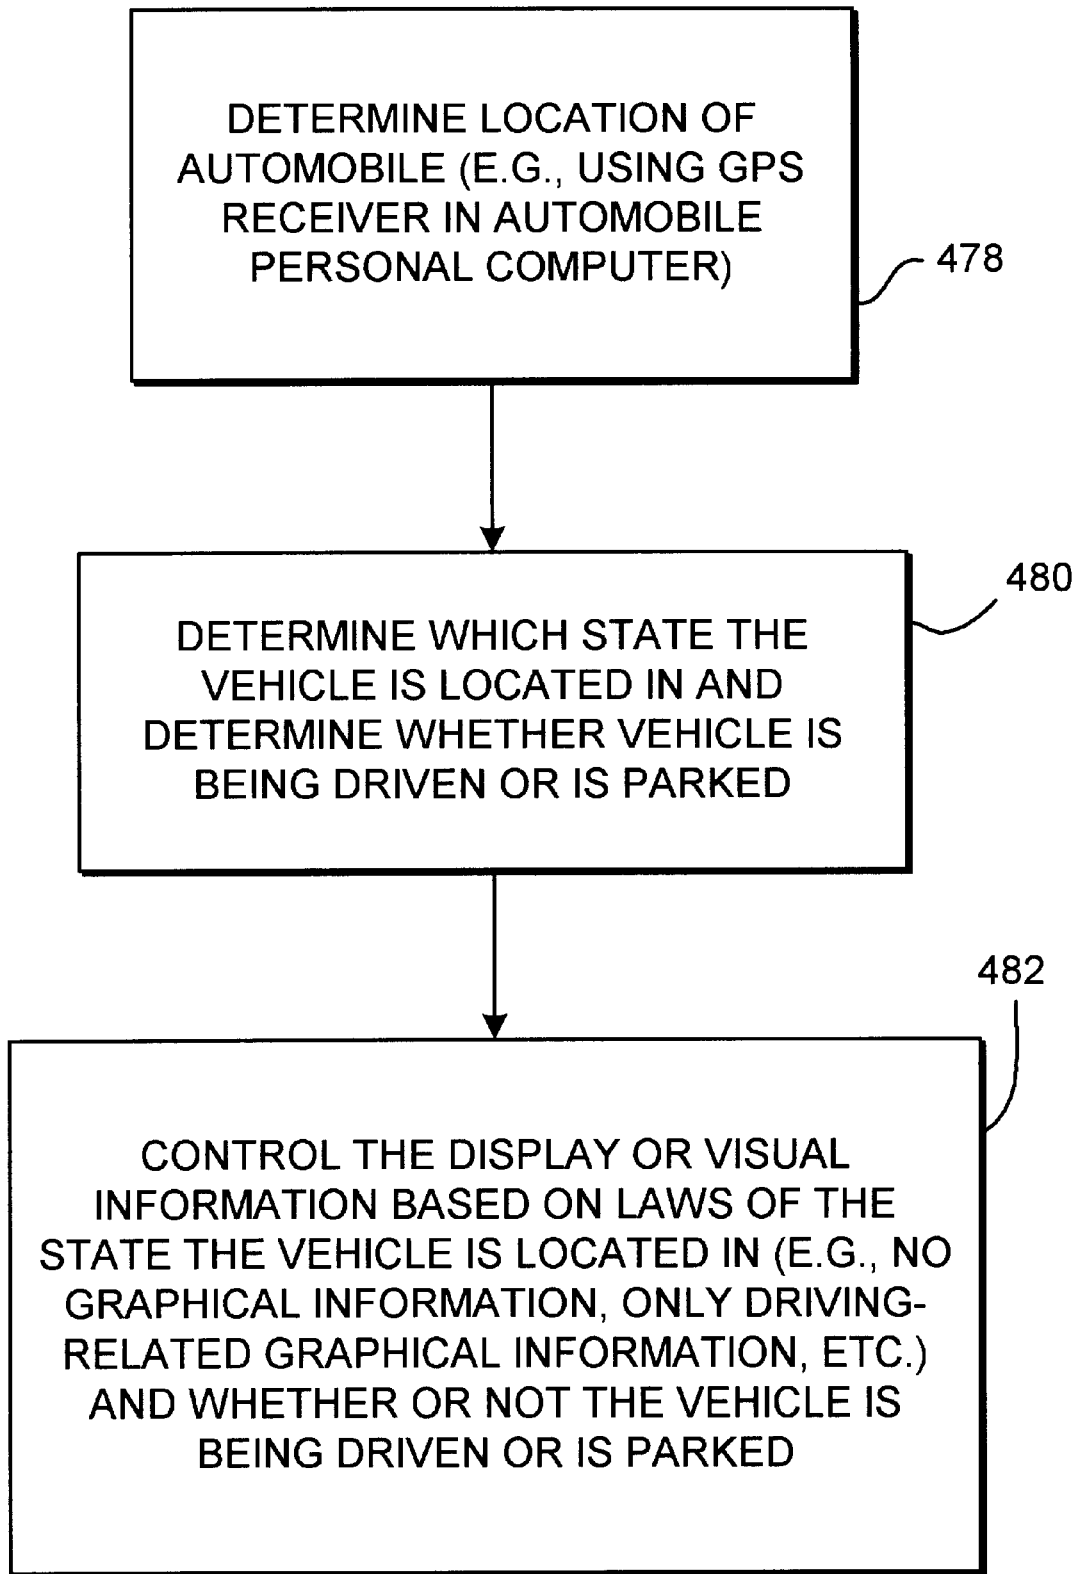 DETERMINE LOCATION OF
AUTOMOBILE (E.G., USING GPS
RECEIVER IN AUTOMOBILE
PERSONAL COMPUTER)
478
480
DETERMINE WHICH STATE THE
VEHICLE IS LOCATED IN AND
DETERMINE WHETHER VEHICLE IS
BEING DRIVEN OR IS PARKED
482
CONTROL THE DISPLAY OR VISUAL
INFORMATION BASED ON LAWS OF THE
STATE THE VEHICLE IS LOCATED IN (E.G., NO
GRAPHICAL INFORMATION, ONLY DRIVING-
RELATED GRAPHICAL INFORMATION, ETC.)
AND WHETHER OR NOT THE VEHICLE IS
BEING DRIVEN OR IS PARKED